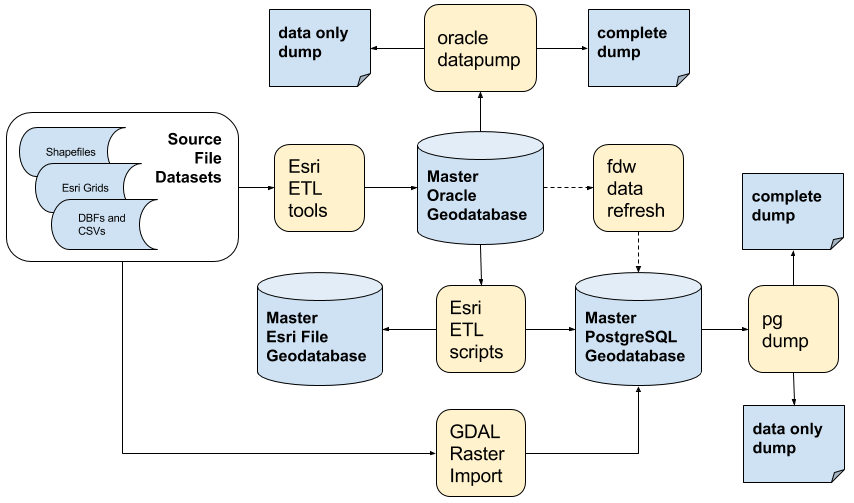 data only
dump
oracle
datapump
complete
dump
Source
File
Datasets
Shapefiles
Esri Grids
DBFs and
CSVs
Esri
ETL
tools
Master
Oracle
Geodatabase
fdw
data
refresh
complete
dump
Master
Esri File
Geodatabase
Esri
ETL
scripts
Master
PostgreSQL
Geodatabase
pg
dump
GDAL
Raster
Import
data only
dump